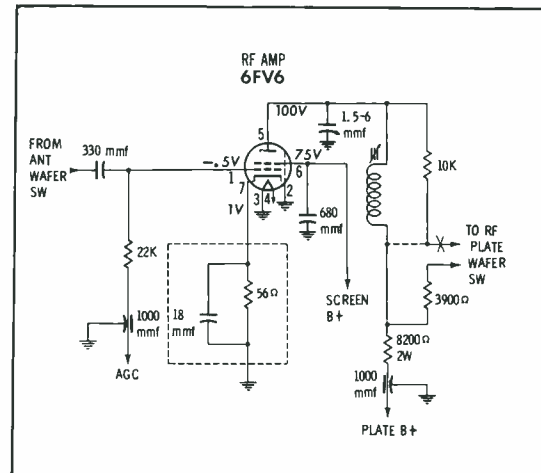 RF AMP
6FV6
100V
5
1.5-6
mmf
FROM
ANT
WAFER
SW
330 mmf
-.5V
75V
1
6
7
3
4
2
10K
1V
680
mmf
TO RF
PLATE
WAFER
SW
X
22K
18
mmf
56Ω
SCREEN
B+
3900Ω
1000
mmf
AGC
8200Ω
2W
1000
mmf
PLATE B+